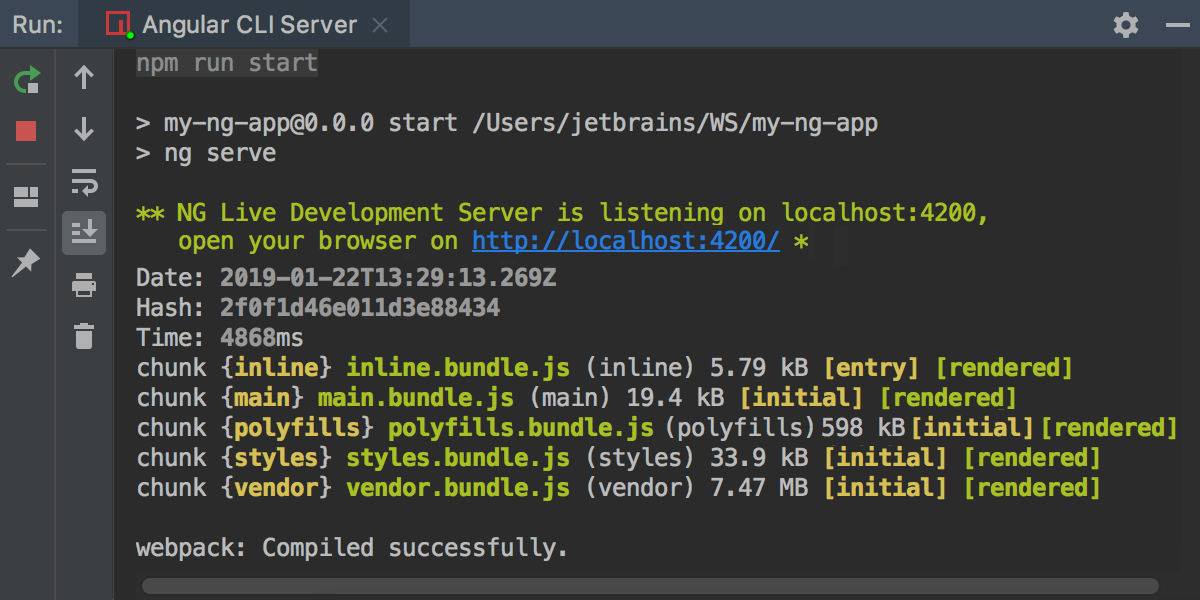 Run: Angular CLI Server
npm run start
> my-ng-app@0.0.0 start /Users/jetbrains/WS/my-ng-app
> ng serve
** NG Live Development Server is listening on localhost:4200,
open your browser on http://localhost:4200/ *
Date: 2019-01-22T13:29:13.269Z
Hash: 2f0f1d46e011d3e88434
Time: 4868ms
chunk {inline} inline.bundle.js (inline) 5.79 kB [entry] [rendered]
chunk {main} main.bundle.js (main) 19.4 kB [initial] [rendered]
chunk {polyfills} polyfills.bundle.js (polyfills) 598 kB [initial] [rendered]
chunk {styles} styles.bundle.js (styles) 33.9 kB [initial] [rendered]
chunk {vendor} vendor.bundle.js (vendor) 7.47 MB [initial] [rendered]
webpack: Compiled successfully.